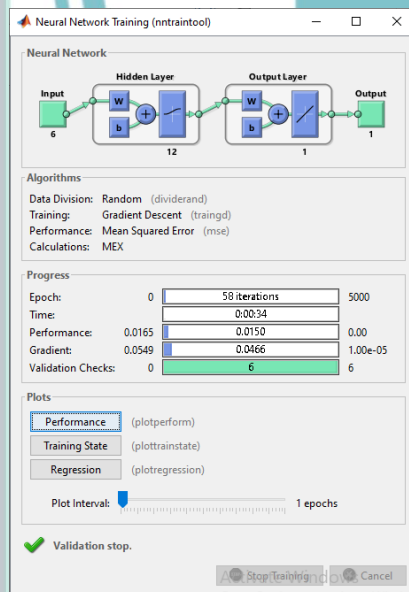 Neural Network Training (nntraintool)
Neural Network
Hidden Layer
Output Layer
Input
Output
W
W
b
b
+
+
6
1
12
1
Algorithms
Data Division: Random (dividerand)
Training: Gradient Descent (traingd)
Performance: Mean Squared Error (mse)
Calculations: MEX
Progress
Epoch: 0 58 iterations 5000
Time: 0:00:34
Performance: 0.0165 0.0150 0.00
Gradient: 0.0549 0.0466 1.00e-05
Validation Checks: 0 6 6
Plots
Performance (plotperform)
Training State (plottrainstate)
Regression (plotregression)
Plot Interval: 1 epochs
Validation stop.
Stop Training Cancel